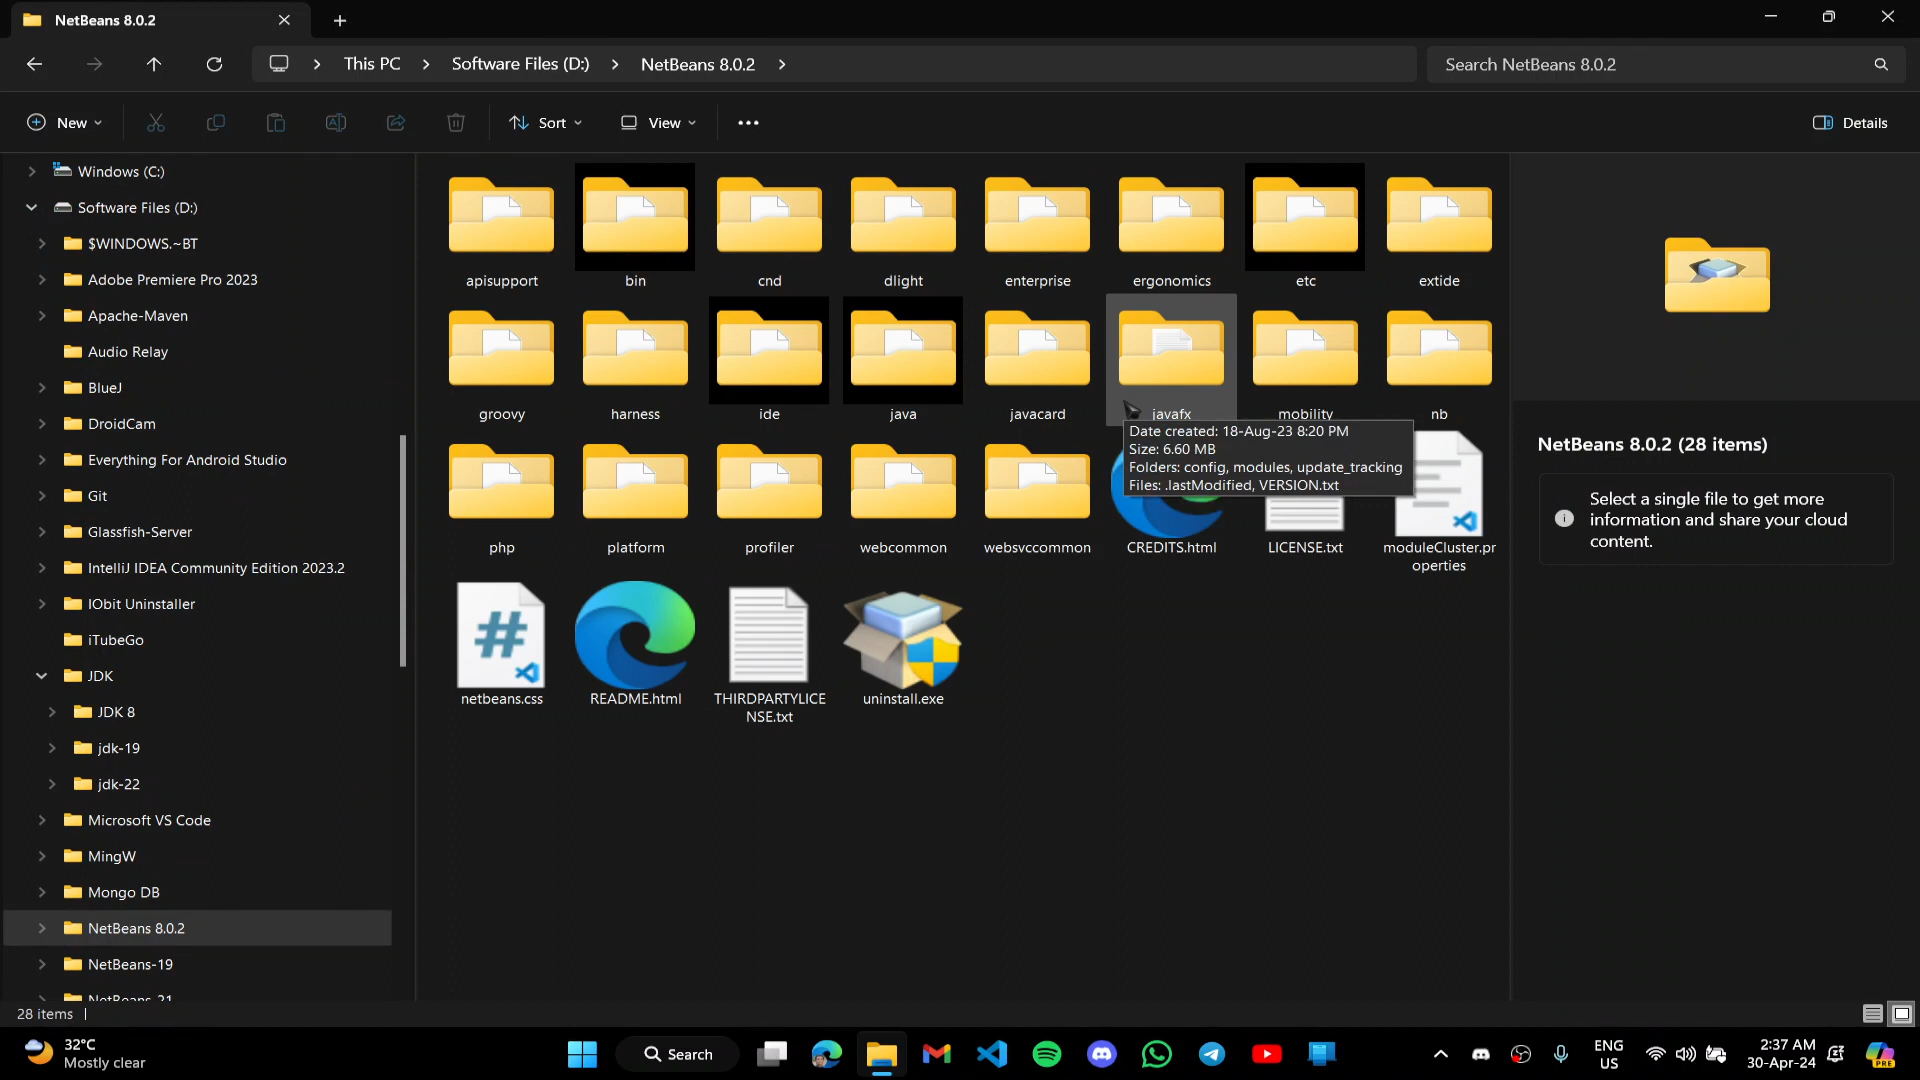 NetBeans 8.0.2
This PC
Software Files (D:)
NetBeans 8.0.2
Search NetBeans 8.0.2
New
Sort
View
Details
Windows (C:)
Software Files (D:)
$WINDOWS.~BT
Adobe Premiere Pro 2023
Apache-Maven
Audio Relay
BlueJ
DroidCam
Everything For Android Studio
Git
Glassfish-Server
IntelliJ IDEA Community Edition 2023.2
IObit Uninstaller
iTubeGo
JDK
JDK 8
jdk-19
jdk-22
Microsoft VS Code
MingW
Mongo DB
NetBeans 8.0.2
NetBeans-19
NetBeans-21
apisupport
bin
cnd
dlight
enterprise
ergonomics
etc
extide
groovy
harness
ide
java
javacard
javafx
mobility
nb
Date created: 18-Aug-23 8:20 PM
Size: 6.60 MB
Folders: config, modules, update_tracking
Files: .lastModified, VERSION.txt
php
platform
profiler
webcommon
websvccommon
CREDITS.html
LICENSE.txt
moduleCluster.pr
operties
netbeans.css
README.html
THIRDPARTYLICE
NSE.txt
uninstall.exe
NetBeans 8.0.2 (28 items)
Select a single file to get more
information and share your cloud
content.
28 items
32°C
Mostly clear
Search
ENG
US
2:37 AM
30-Apr-24
PRE